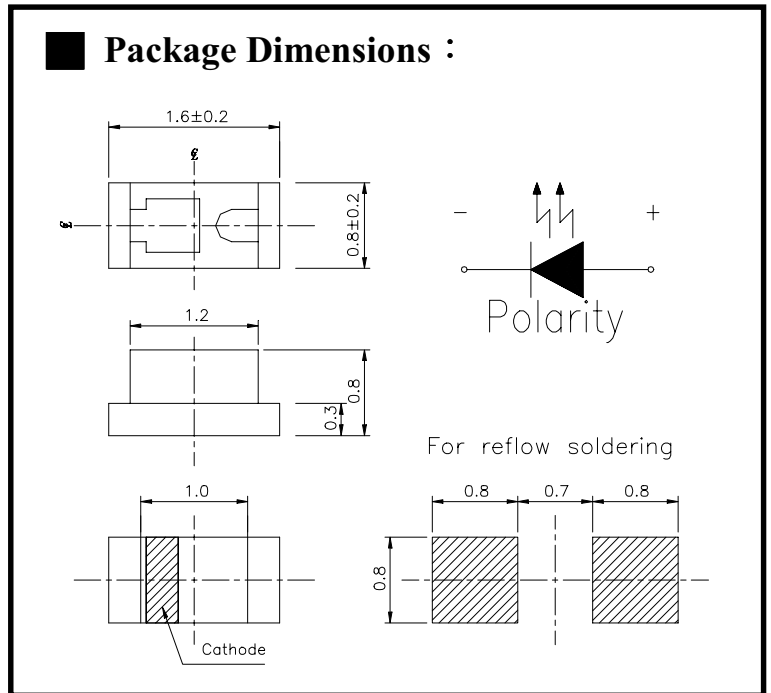 Package Dimensions：
1.6±0.2
℄
℄
0.8±0.2
- +
Polarity
1.2
0.8
0.3
For reflow soldering
1.0
0.8 0.7 0.8
0.8
Cathode